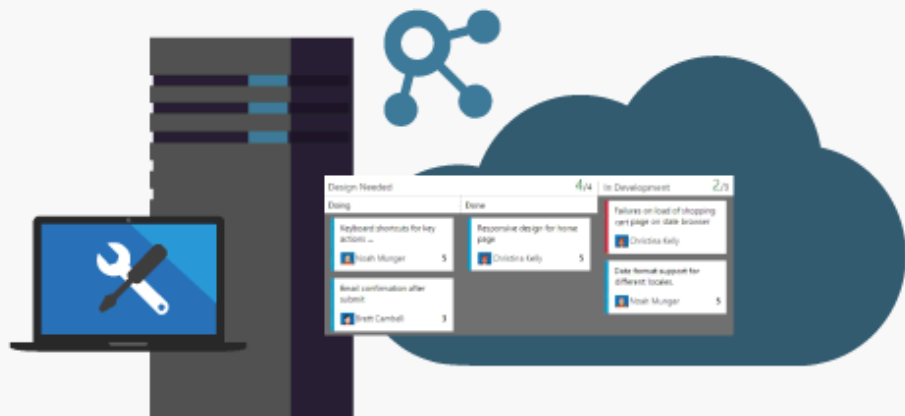 Design Needed 4/4
In Development 2/3
Doing
Done
Keyboard shortcuts for key
actions ...
Noah Munger 5
Email confirmation after
submit
Brett Cambell 3
Responsive design for home
page
Christina Kelly 5
Failures on load of shopping
cart page on state browser
Christina Kelly
Date format support for
different locales.
Noah Munger 5